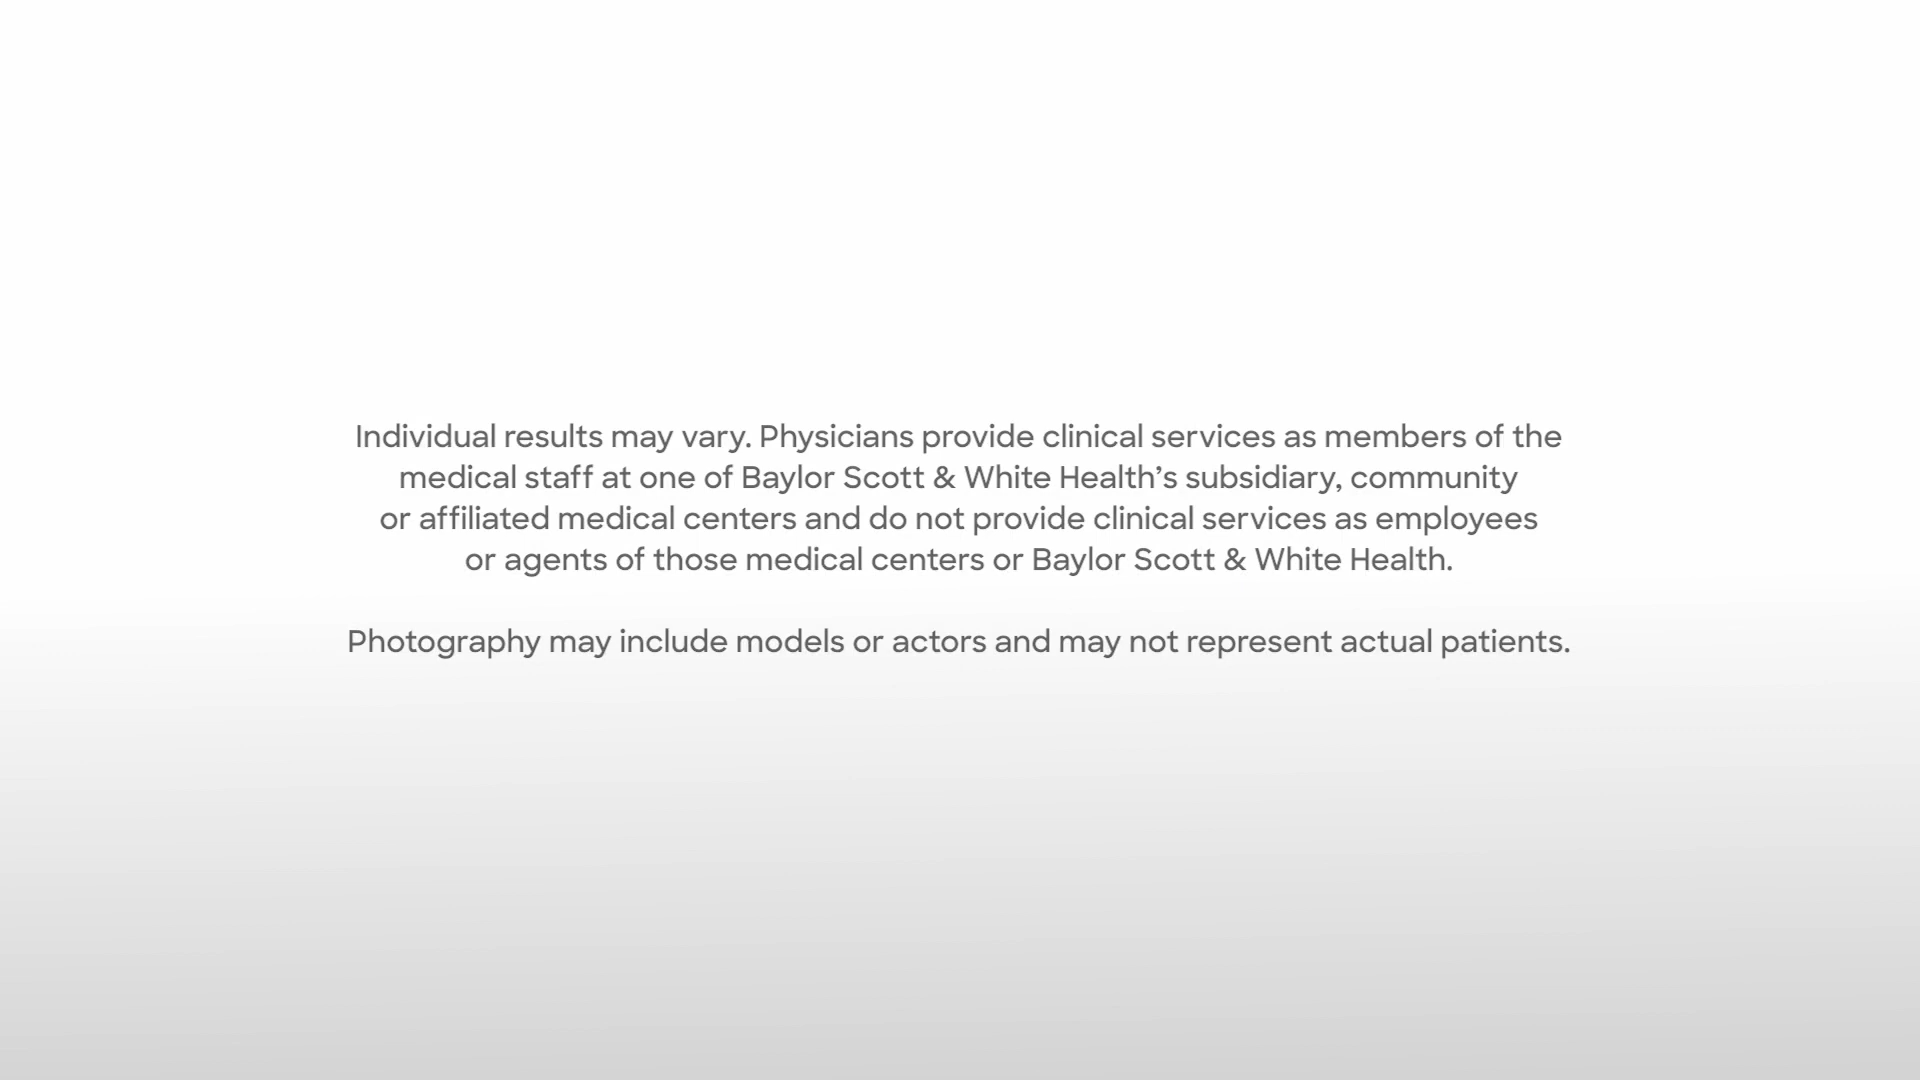 Individual results may vary. Physicians provide clinical services as members of the
medical staff at one of Baylor Scott & White Health’s subsidiary, community
or affiliated medical centers and do not provide clinical services as employees
or agents of those medical centers or Baylor Scott & White Health.
Photography may include models or actors and may not represent actual patients.